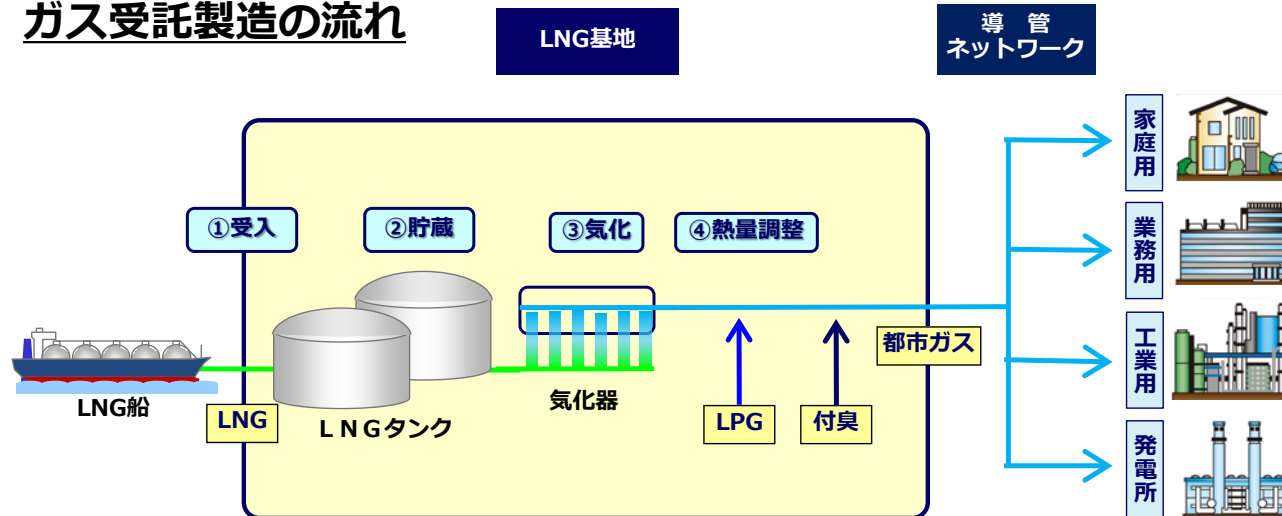 ガス受託製造の流れ
LNG基地
導 管
ネットワーク
①受入
②貯蔵
③気化
④熱量調整
家庭用
業務用
工業用
発電所
都市ガス
LNG船
LNG
ＬＮＧタンク
気化器
LPG
付臭